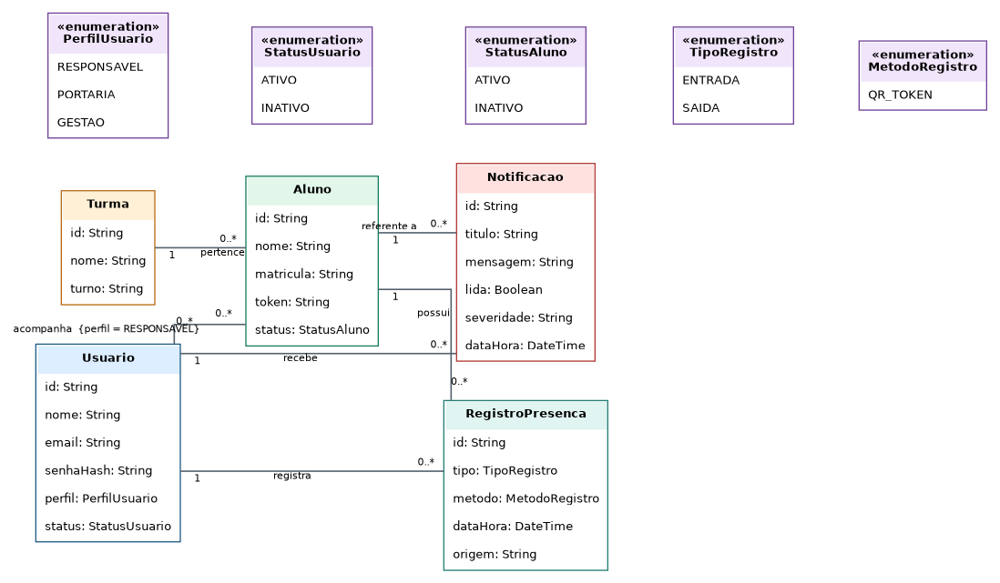 «enumeration»
PerfilUsuario
RESPONSAVEL
PORTARIA
GESTAO
«enumeration»
StatusUsuario
ATIVO
INATIVO
«enumeration»
StatusAluno
ATIVO
INATIVO
«enumeration»
TipoRegistro
ENTRADA
SAIDA
«enumeration»
MetodoRegistro
QR_TOKEN
Turma
id: String
nome: String
turno: String
1
0..*
pertence
Aluno
id: String
nome: String
matricula: String
token: String
status: StatusAluno
referente a
1
0..*
Notificacao
id: String
titulo: String
mensagem: String
lida: Boolean
severidade: String
dataHora: DateTime
1
possui
0..*
0..*
0..*
acompanha {perfil = RESPONSAVEL}
1
recebe
0..*
Usuario
id: String
nome: String
email: String
senhaHash: String
perfil: PerfilUsuario
status: StatusUsuario
1
registra
0..*
RegistroPresenca
id: String
tipo: TipoRegistro
metodo: MetodoRegistro
dataHora: DateTime
origem: String